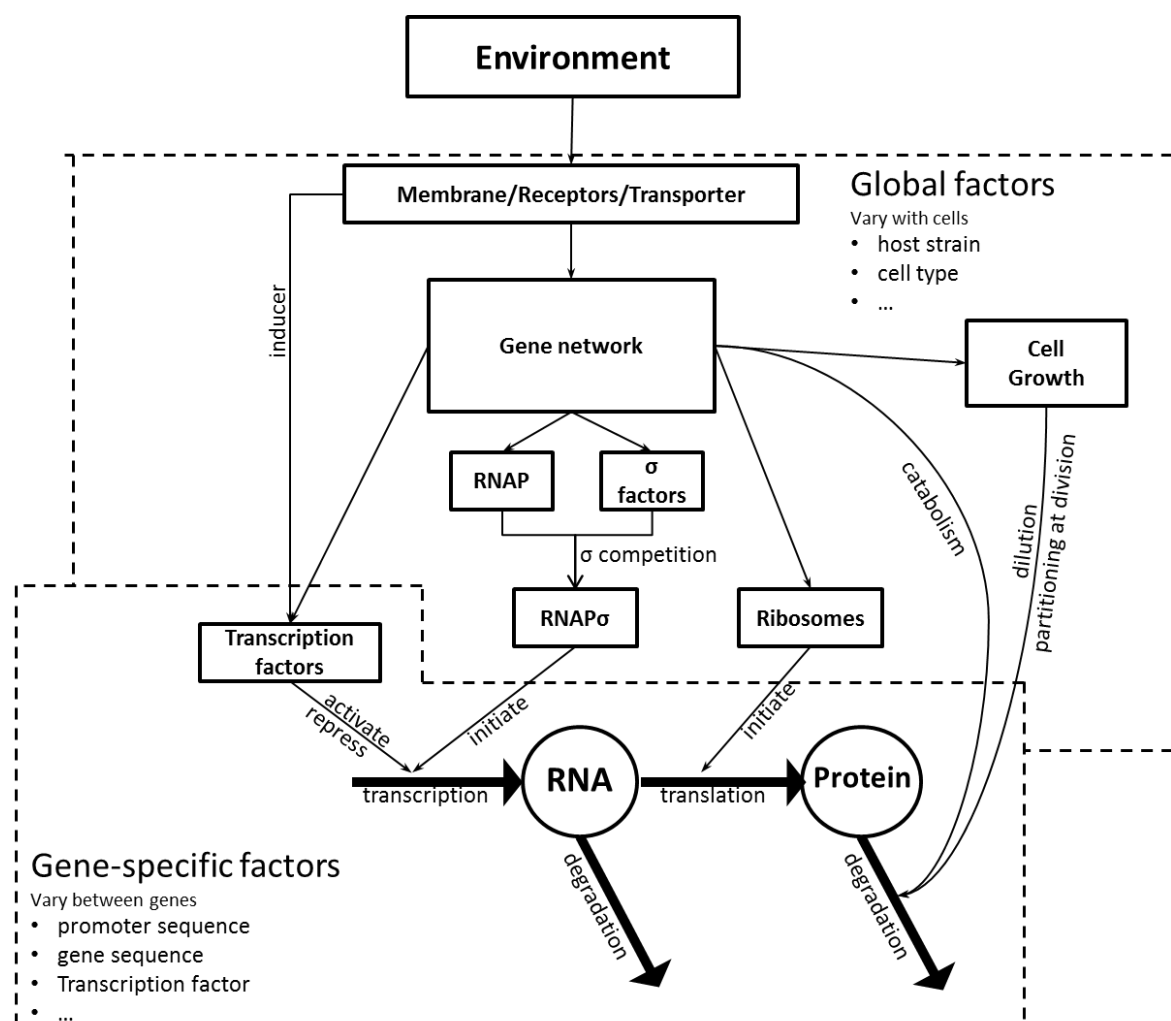 Environment
Membrane/Receptors/Transporter
Global factors
Vary with cells
• host strain
• cell type
• ...
inducer
Gene network
Cell
Growth
RNAP
σ
factors
catabolism
dilution
partitioning at division
σ competition
Transcription
factors
RNAPσ
Ribosomes
activate
repress
initiate
initiate
RNA
Protein
transcription
translation
degradation
degradation
Gene-specific factors
Vary between genes
• promoter sequence
• gene sequence
• Transcription factor
• ...